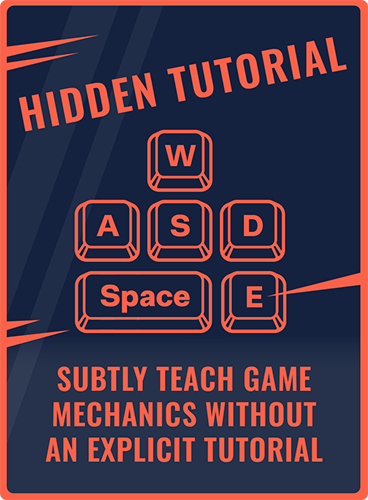 HIDDEN TUTORIAL
W
A S D
Space E
SUBTLY TEACH GAME
MECHANICS WITHOUT
AN EXPLICIT TUTORIAL